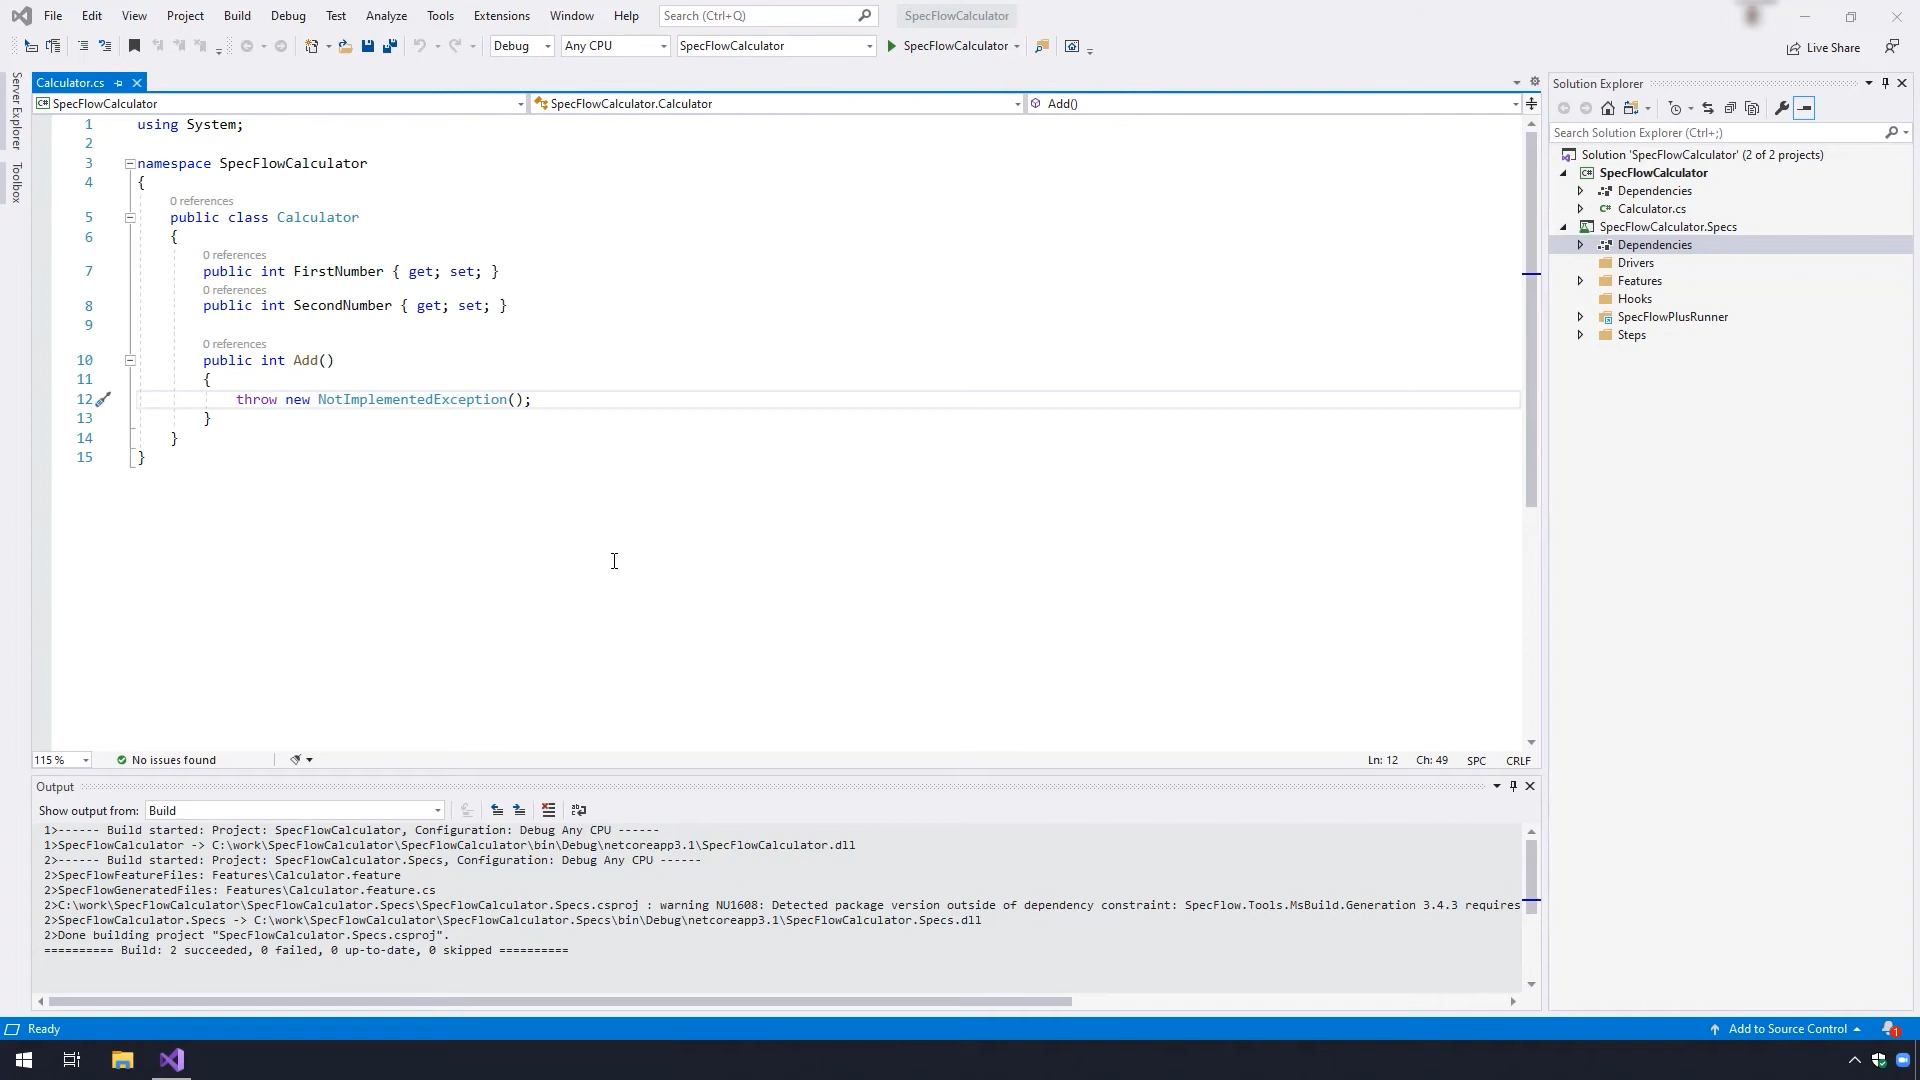 File Edit View Project Build Debug Test Analyze Tools Extensions Window Help Search (Ctrl+Q) SpecFlowCalculator
Debug Any CPU SpecFlowCalculator SpecFlowCalculator Live Share
Server Explorer
Toolbox
Calculator.cs
SpecFlowCalculator SpecFlowCalculator.Calculator Add()
1 using System;
2
3 namespace SpecFlowCalculator
4 {
0 references
5 public class Calculator
6 {
0 references
7 public int FirstNumber { get; set; }
0 references
8 public int SecondNumber { get; set; }
9
0 references
10 public int Add()
11 {
12 throw new NotImplementedException();
13 }
14 }
15 }
115 % No issues found Ln: 12 Ch: 49 SPC CRLF
Output
Show output from: Build
1>------ Build started: Project: SpecFlowCalculator, Configuration: Debug Any CPU ------
1>SpecFlowCalculator -> C:\work\SpecFlowCalculator\SpecFlowCalculator\bin\Debug\netcoreapp3.1\SpecFlowCalculator.dll
2>------ Build started: Project: SpecFlowCalculator.Specs, Configuration: Debug Any CPU ------
2>SpecFlowFeatureFiles: Features\Calculator.feature
2>SpecFlowGeneratedFiles: Features\Calculator.feature.cs
2>C:\work\SpecFlowCalculator\SpecFlowCalculator.Specs\SpecFlowCalculator.Specs.csproj : warning NU1608: Detected package version outside of dependency constraint: SpecFlow.Tools.MsBuild.Generation 3.4.3 requires
2>SpecFlowCalculator.Specs -> C:\work\SpecFlowCalculator\SpecFlowCalculator.Specs\bin\Debug\netcoreapp3.1\SpecFlowCalculator.Specs.dll
2>Done building project "SpecFlowCalculator.Specs.csproj".
========== Build: 2 succeeded, 0 failed, 0 up-to-date, 0 skipped ==========
Solution Explorer
Search Solution Explorer (Ctrl+;)
Solution 'SpecFlowCalculator' (2 of 2 projects)
C# SpecFlowCalculator
Dependencies
C# Calculator.cs
SpecFlowCalculator.Specs
Dependencies
Drivers
Features
Hooks
SpecFlowPlusRunner
Steps
Ready Add to Source Control 1